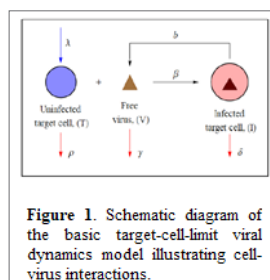 λ
b
+
β
Uninfected
target cell, (T)
Free
virus, (V)
Infected
target cell, (I)
ρ
γ
δ
Figure 1. Schematic diagram of
the basic target-cell-limit viral
dynamics model illustrating cell-
virus interactions.